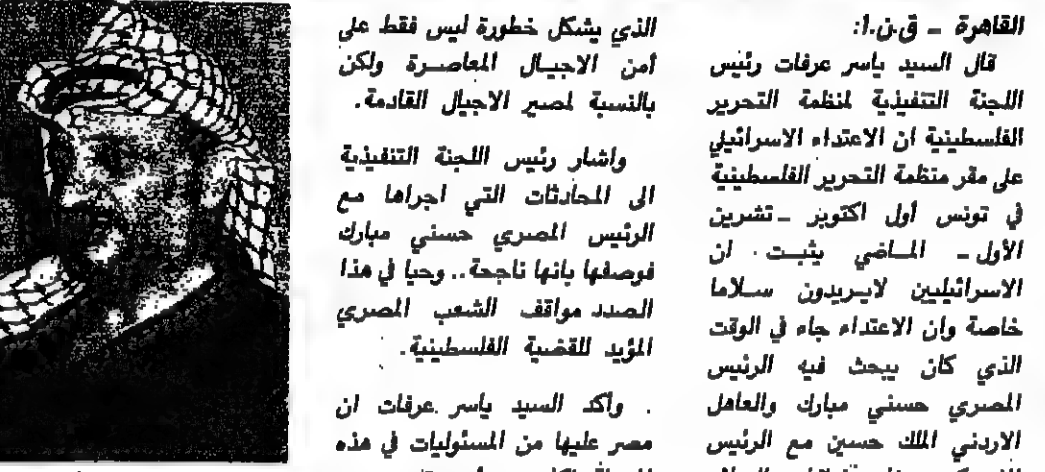 القاهرة - ق.ن.ا:
قال السيد ياسر عرفات رئيس
اللجنة التنفيذية لمنظمة التحرير
الفلسطينية ان الاعتداء الاسرائيلي
على مقر منظمة التحرير الفلسطينية
في تونس أول اكتوبر - تشرين
الأول - الماضي يثبت ان
الاسرائيليين لايريدون سلاما
خاصة وان الاعتداء جاء في الوقت
الذي كان يبحث فيه الرئيس
المصري حسني مبارك والعاهل
الاردني الملك حسين مع الرئيس
الذي يشكل خطورة ليس فقط على
أمن الاجيال المعاصرة ولكن
بالنسبة لمصير الاجيال القادمة.
واشار رئيس اللجنة التنفيذية
الى المحادثات التي اجراها مع
الرئيس المصري حسني مبارك
فوصفها بانها ناجحة.. وحيا في هذا
الصدد مواقف الشعب المصري
المؤيد للقضية الفلسطينية.
. واكد السيد ياسر عرفات ان
مصر عليها من المسئوليات في هذه